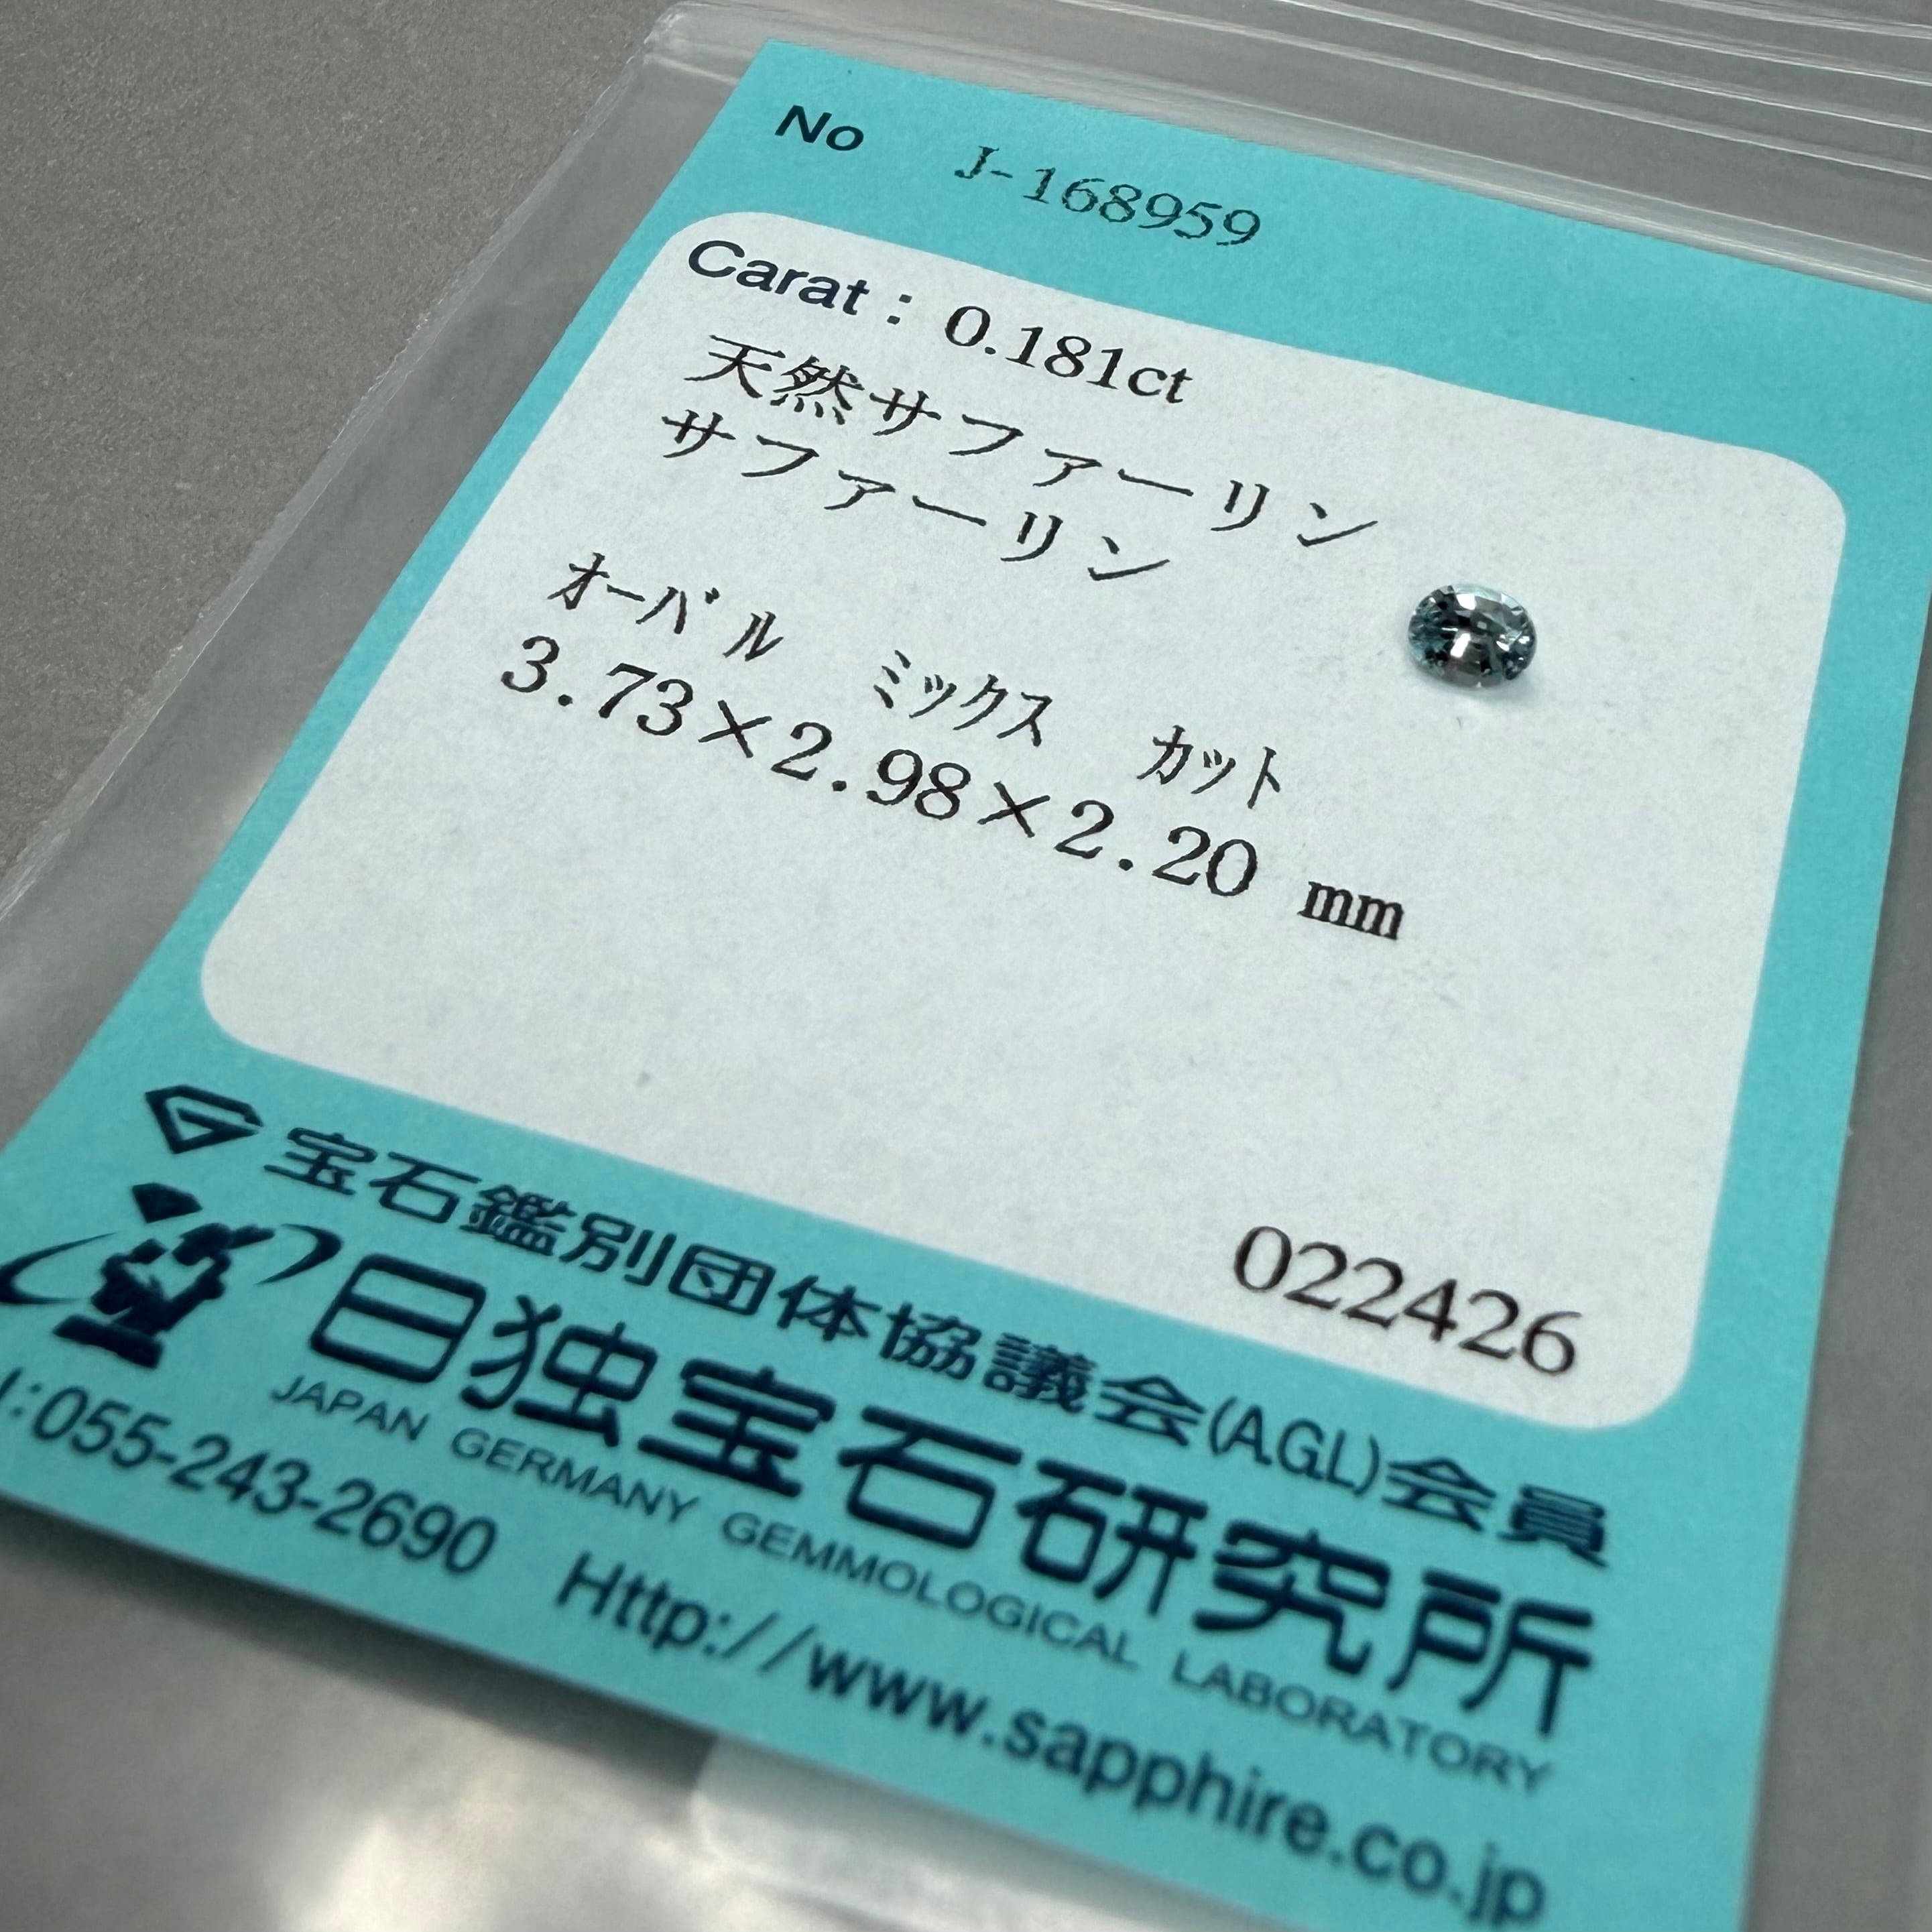 No J-168959
Carat : 0.181ct
天然サファーリン
サファーリン
ｵｰﾊﾞﾙ ﾐｯｸｽ ｶｯﾄ
3.73×2.98×2.20 mm
022426
宝石鑑別団体協議会(A.G.L)会員
日独宝石研究所
JAPAN GERMANY GEMMOLOGICAL LABORATORY
:055-243-2690 Http://www.sapphire.co.jp